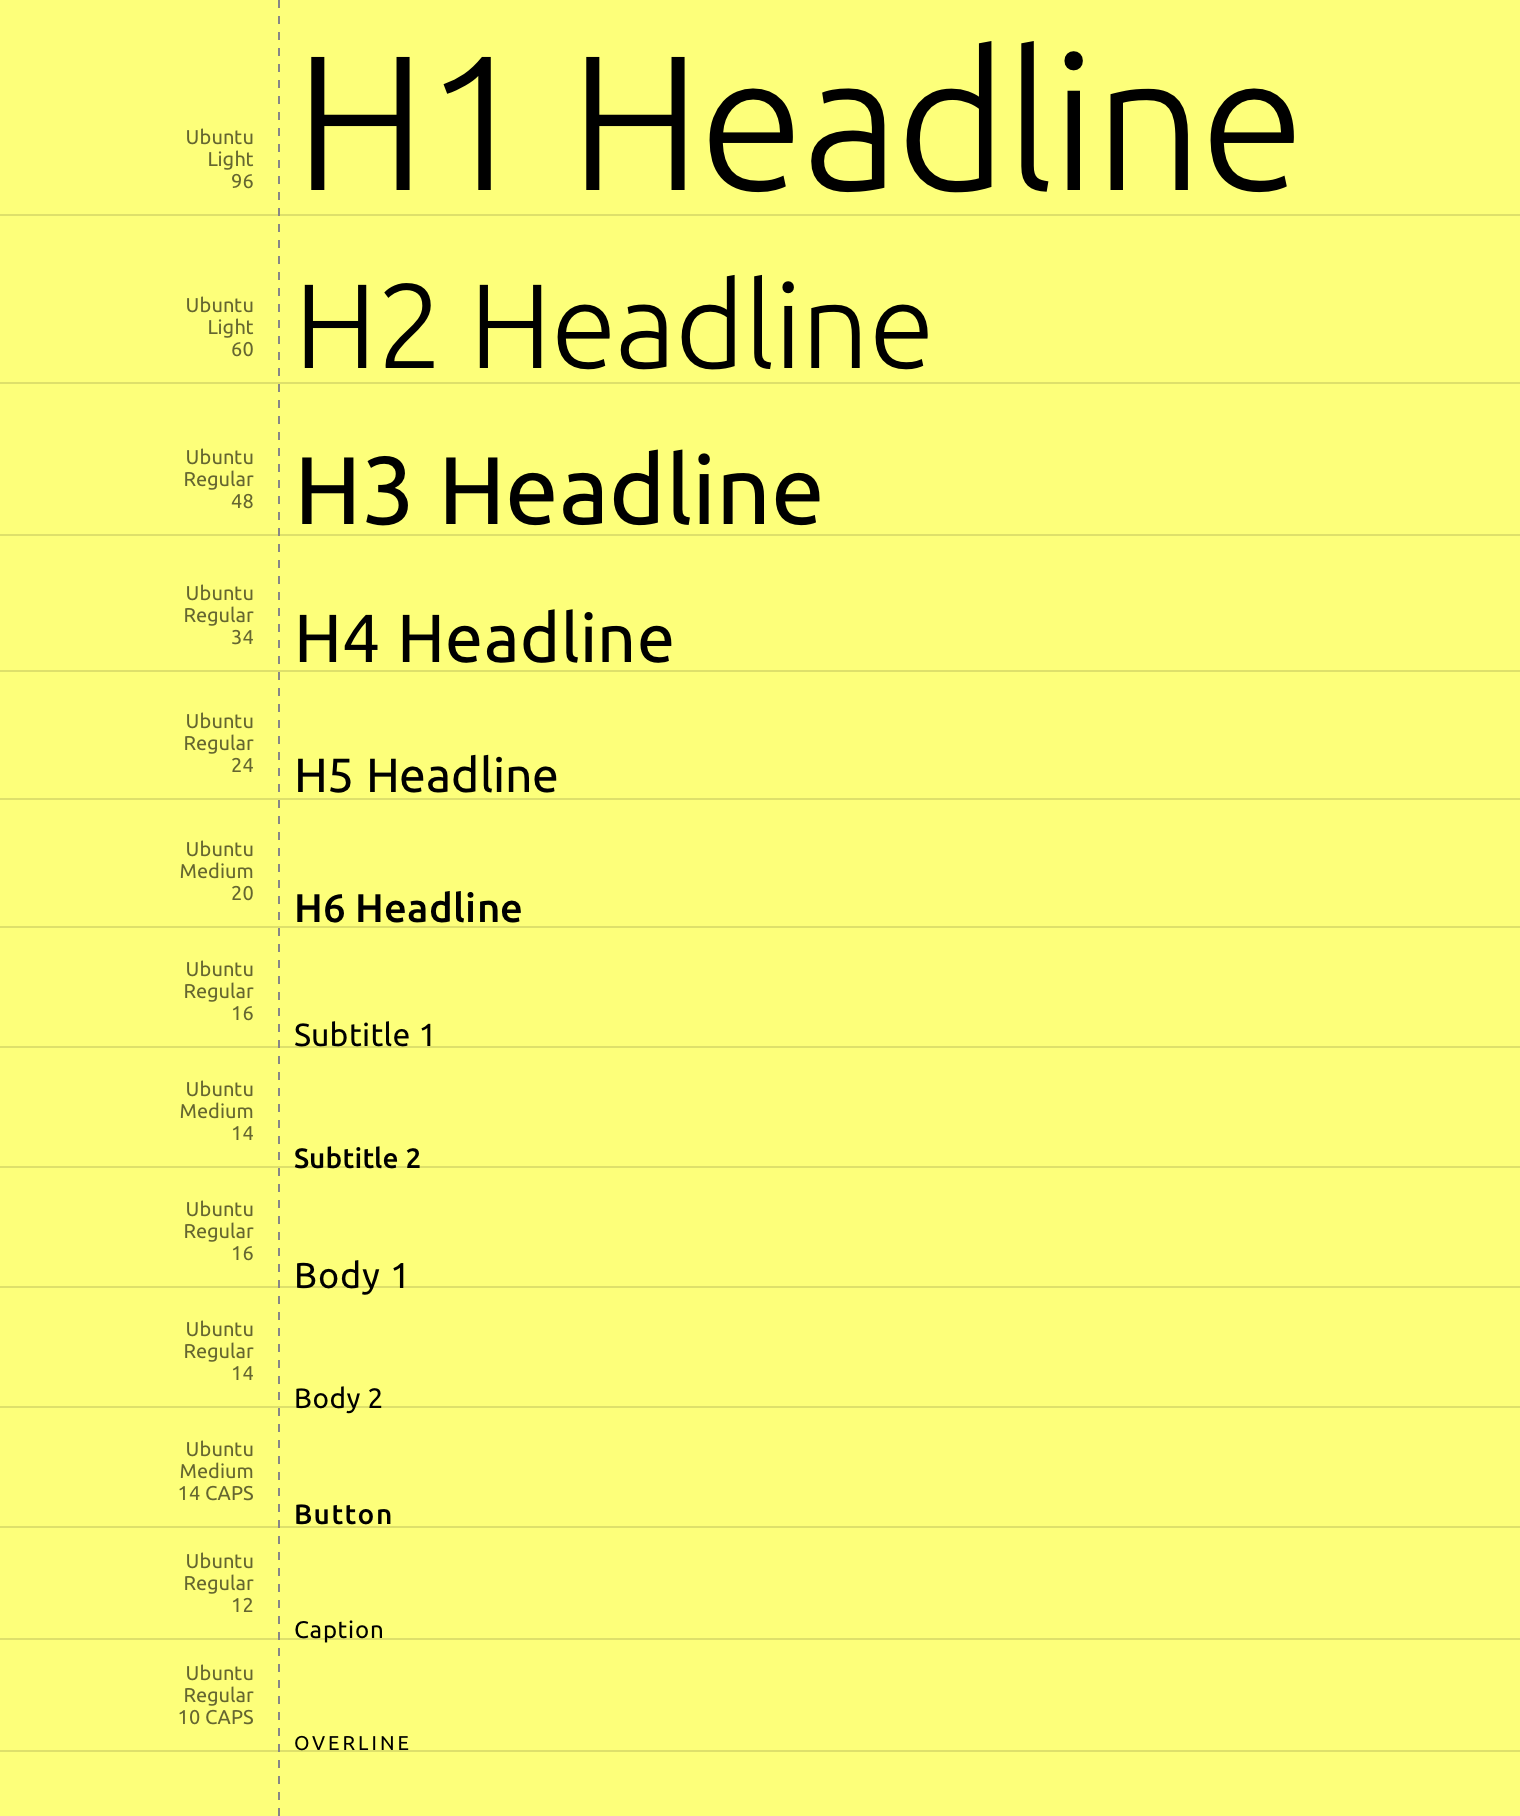 Ubuntu
Light
96
H1 Headline
Ubuntu
Light
60
H2 Headline
Ubuntu
Regular
48
H3 Headline
Ubuntu
Regular
34
H4 Headline
Ubuntu
Regular
24
H5 Headline
Ubuntu
Medium
20
H6 Headline
Ubuntu
Regular
16
Subtitle 1
Ubuntu
Medium
14
Subtitle 2
Ubuntu
Regular
16
Body 1
Ubuntu
Regular
14
Body 2
Ubuntu
Medium
14 CAPS
Button
Ubuntu
Regular
12
Caption
Ubuntu
Regular
10 CAPS
OVERLINE